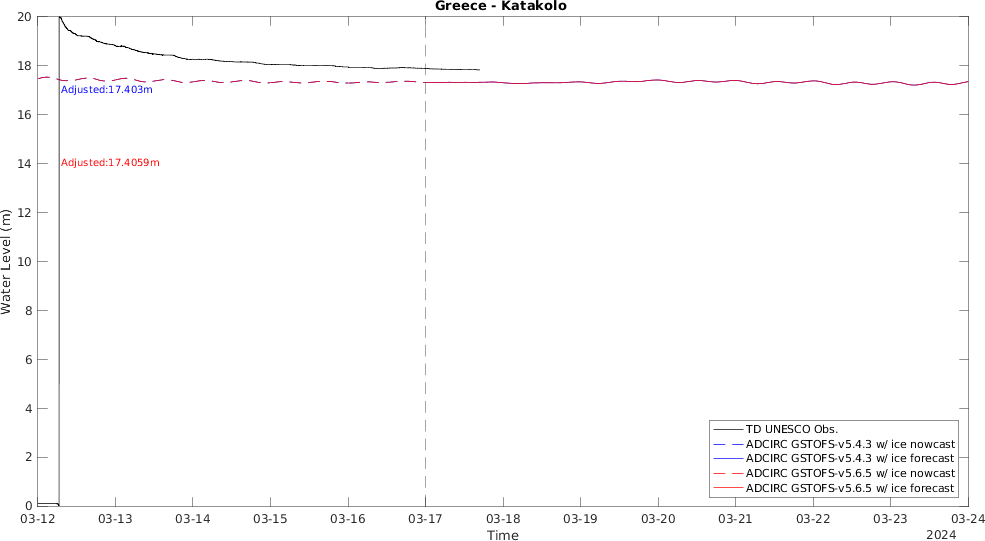 Greece - Katakolo
20
18
16
14
12
10
8
6
4
2
0
Water Level (m)
Adjusted:17.403m
Adjusted:17.4059m
TD UNESCO Obs.
ADCIRC GSTOFS-v5.4.3 w/ ice nowcast
ADCIRC GSTOFS-v5.4.3 w/ ice forecast
ADCIRC GSTOFS-v5.6.5 w/ ice nowcast
ADCIRC GSTOFS-v5.6.5 w/ ice forecast
03-12 03-13 03-14 03-15 03-16 03-17 03-18 03-19 03-20 03-21 03-22 03-23 03-24
Time
2024